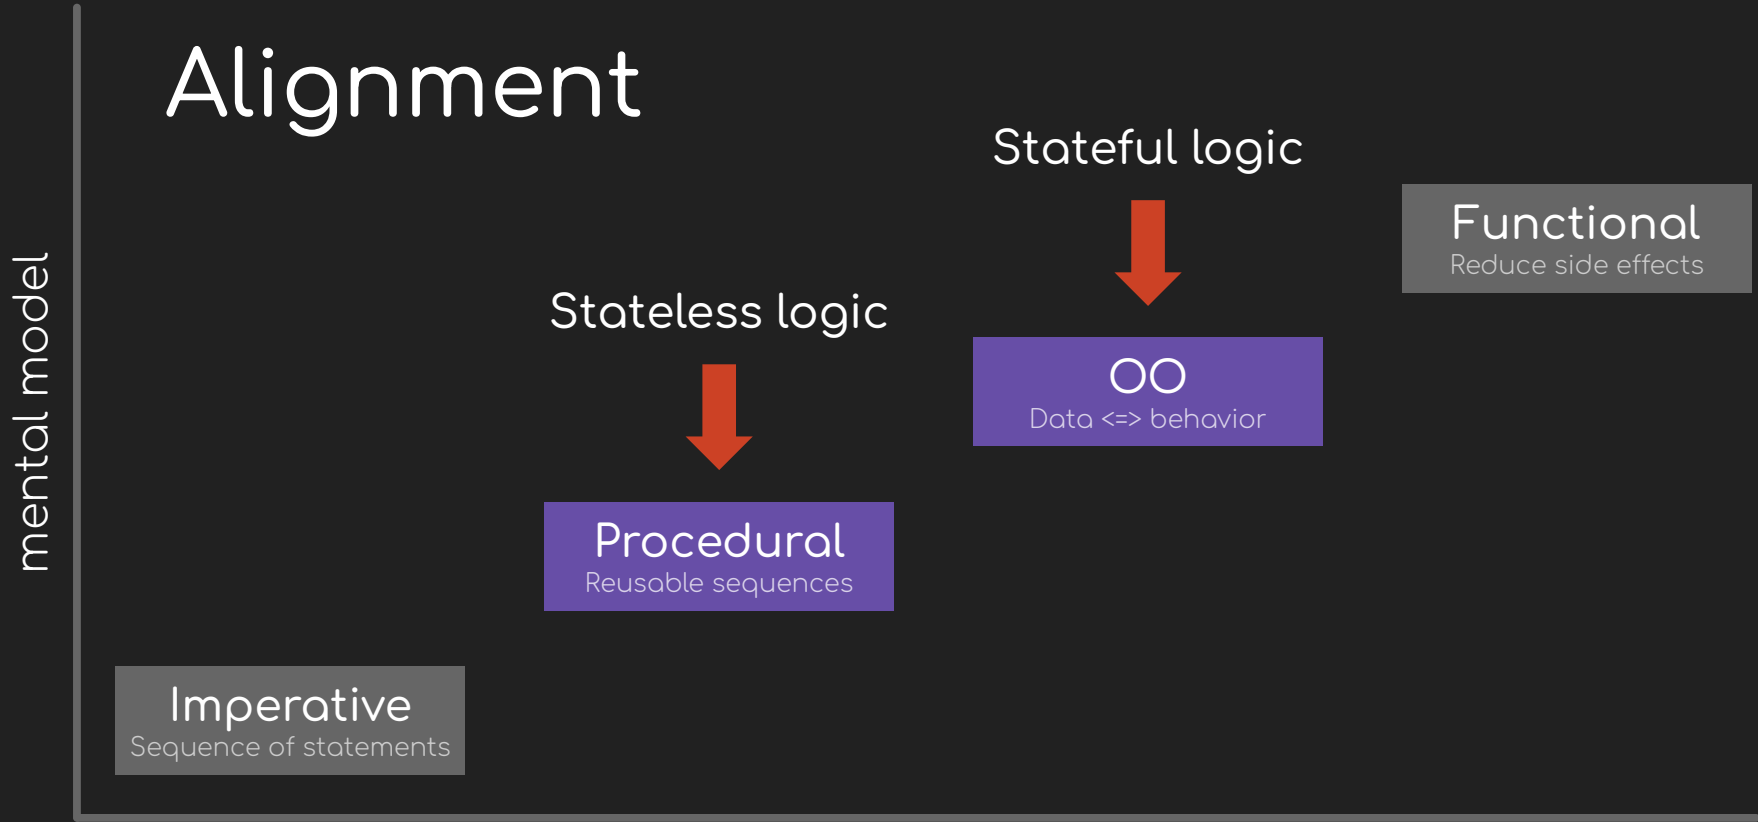 Alignment
mental model
Stateful logic
Functional
Reduce side effects
Stateless logic
OO
Data <=> behavior
Procedural
Reusable sequences
Imperative
Sequence of statements